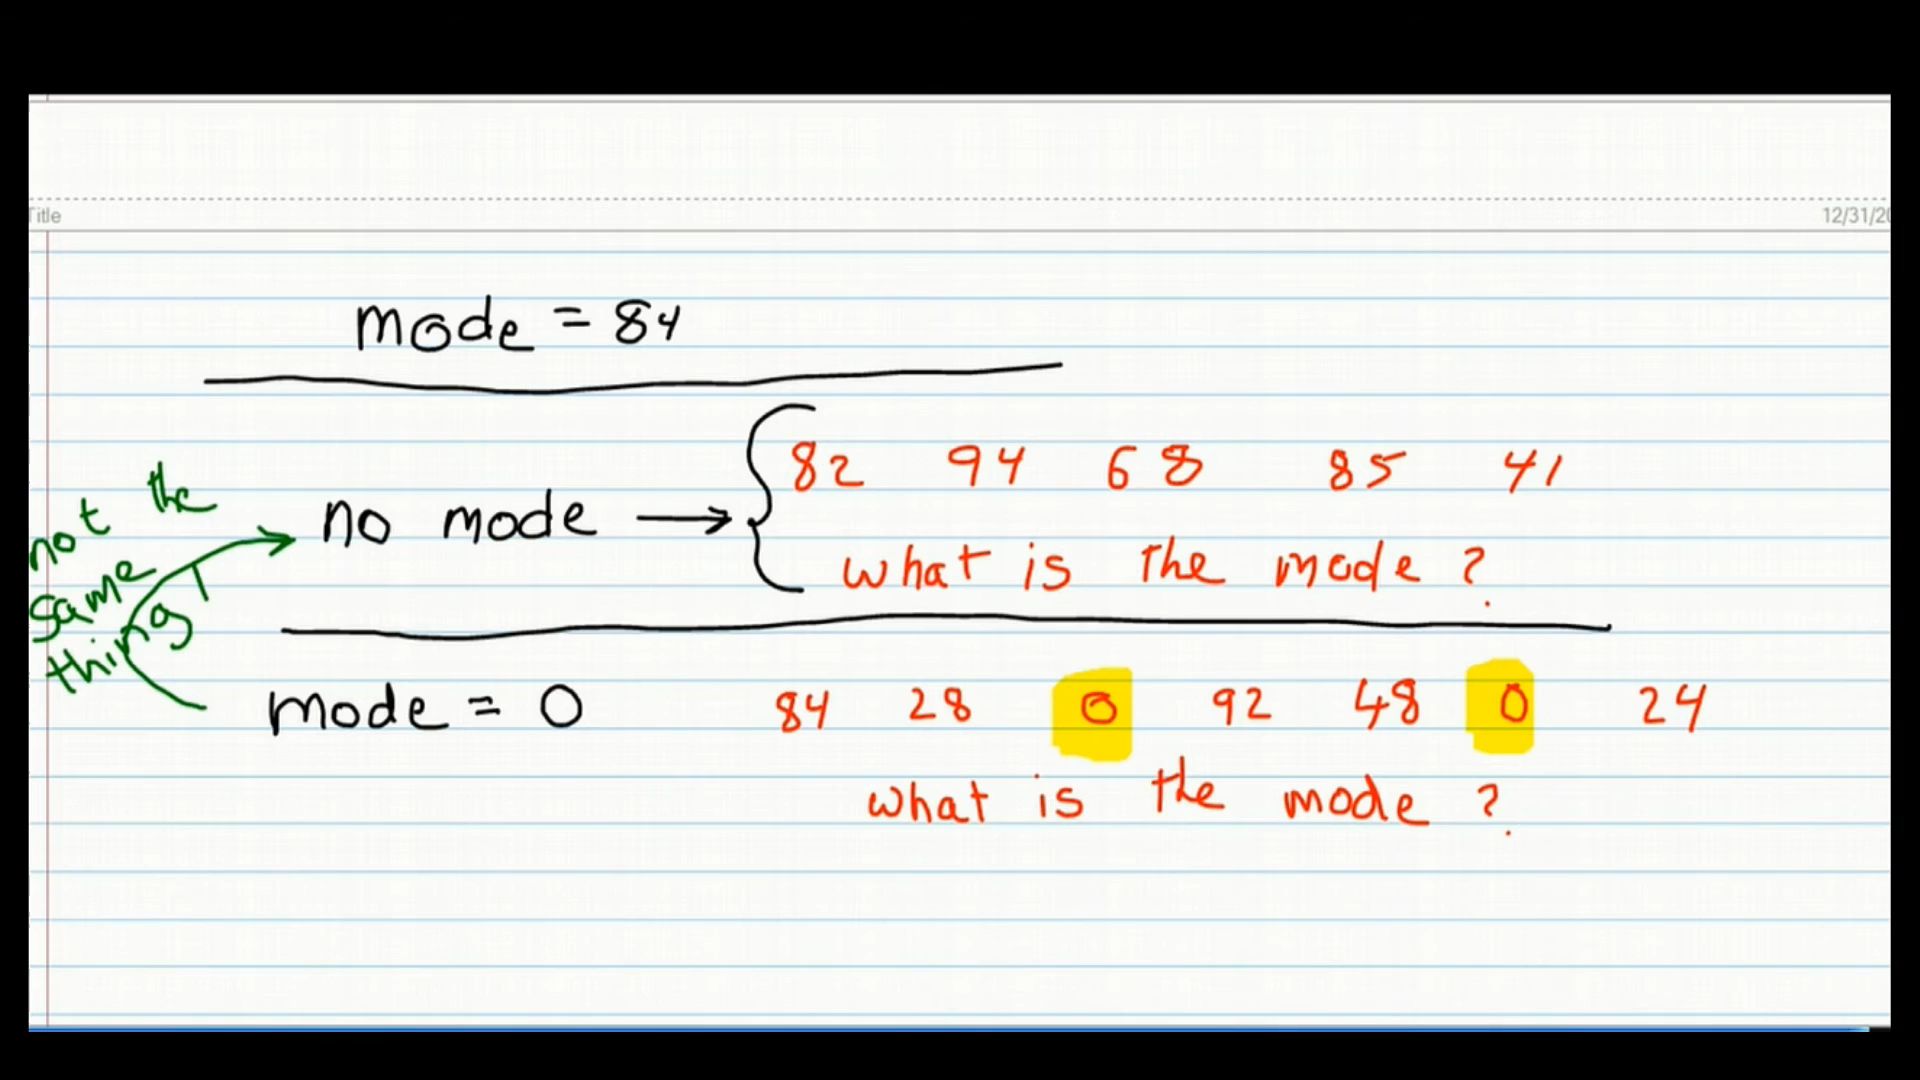 Title
12/31/20
mode = 84
82 94 68 85 41
no mode →
what is the mode ?
not the
same
thing
mode = 0 84 28 0 92 48 0 24
what is the mode ?